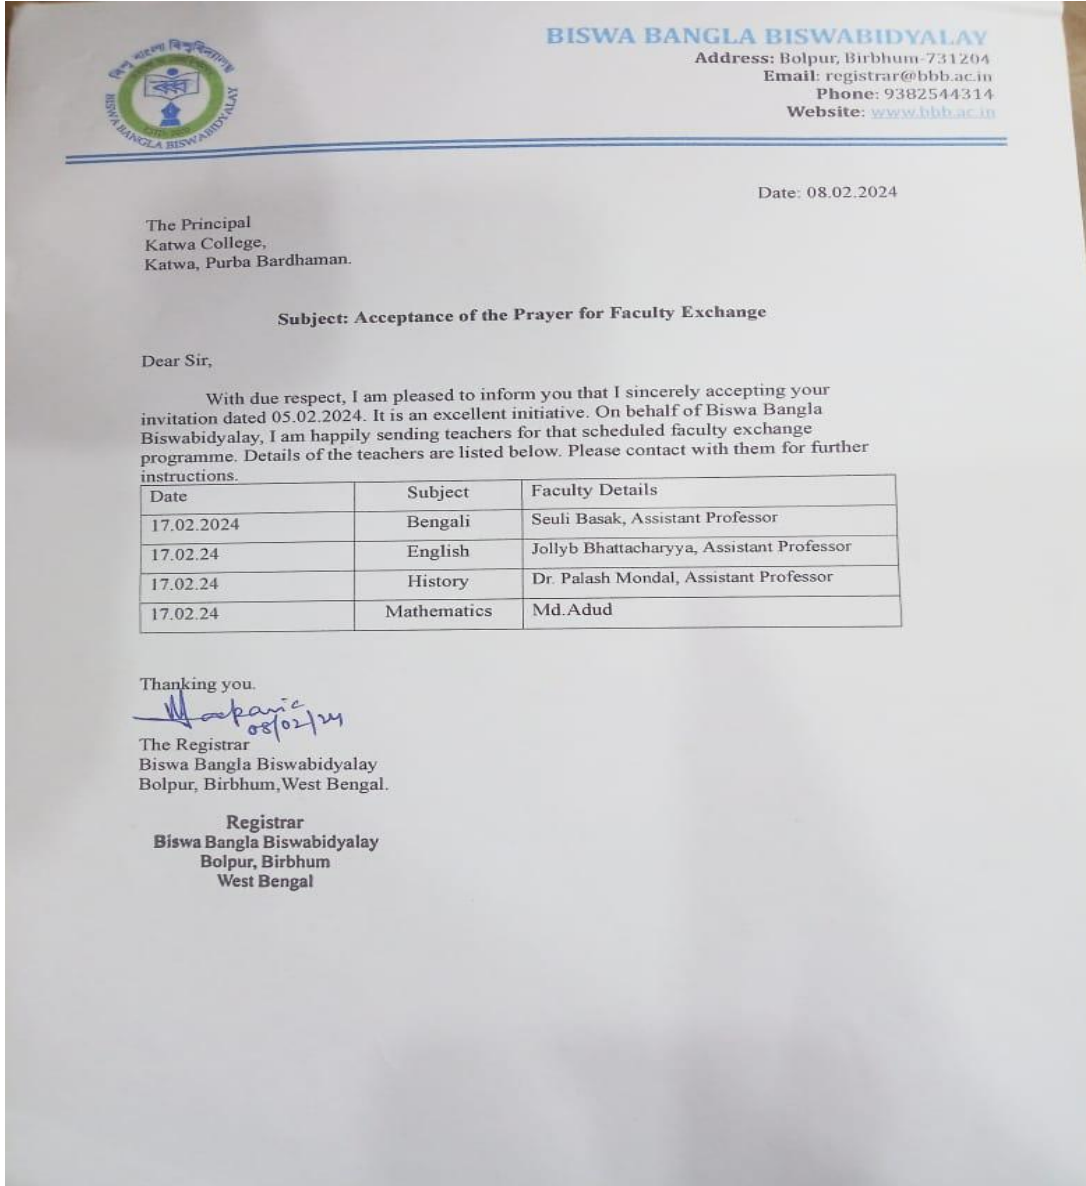 বিশ্ব বাংলা বিশ্ববিদ্যালয়
BISWA BANGLA BISWABIDYALAY
BISWA BANGLA BISWABIDYALAY
Address: Bolpur, Birbhum-731204
Email: registrar@bbb.ac.in
Phone: 9382544314
Website: www.bbb.ac.in
Date: 08.02.2024
The Principal
Katwa College,
Katwa, Purba Bardhaman.
Subject: Acceptance of the Prayer for Faculty Exchange
Dear Sir,
With due respect, I am pleased to inform you that I sincerely accepting your
invitation dated 05.02.2024. It is an excellent initiative. On behalf of Biswa Bangla
Biswabidyalay, I am happily sending teachers for that scheduled faculty exchange
programme. Details of the teachers are listed below. Please contact with them for further
instructions.
Date Subject Faculty Details
17.02.2024 Bengali Seuli Basak, Assistant Professor
17.02.24 English Jollyb Bhattacharyya, Assistant Professor
17.02.24 History Dr. Palash Mondal, Assistant Professor
17.02.24 Mathematics Md.Adud
Thanking you.
08/02/24
The Registrar
Biswa Bangla Biswabidyalay
Bolpur, Birbhum,West Bengal.
Registrar
Biswa Bangla Biswabidyalay
Bolpur, Birbhum
West Bengal